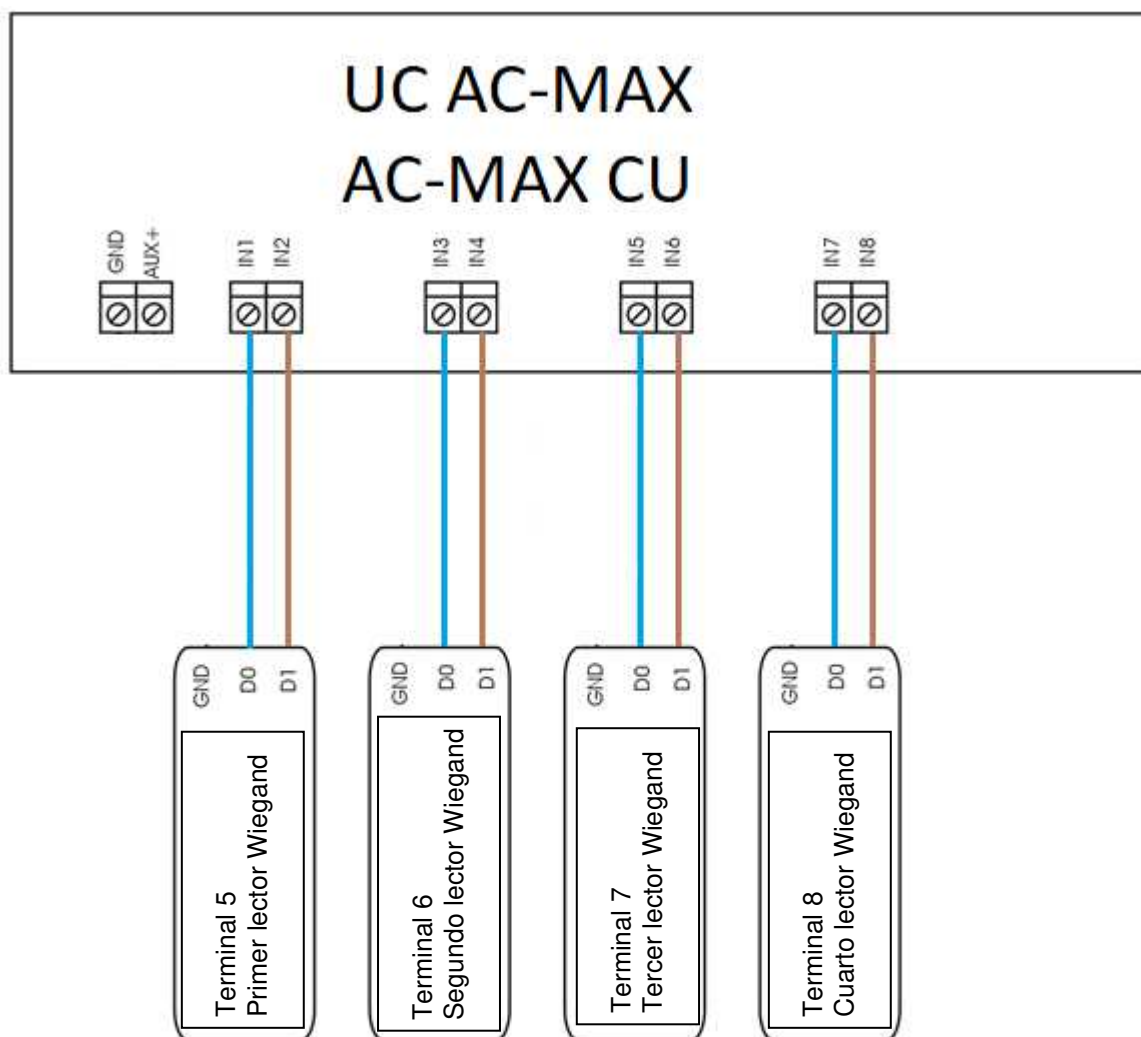 UC AC-MAX
AC-MAX CU
GND
AUX+
IN1
IN2
IN3
IN4
IN5
IN6
IN7
IN8
GND
D0
D1
GND
D0
D1
GND
D0
D1
GND
D0
D1
Terminal 5
Primer lector Wiegand
Terminal 6
Segundo lector Wiegand
Terminal 7
Tercer lector Wiegand
Terminal 8
Cuarto lector Wiegand